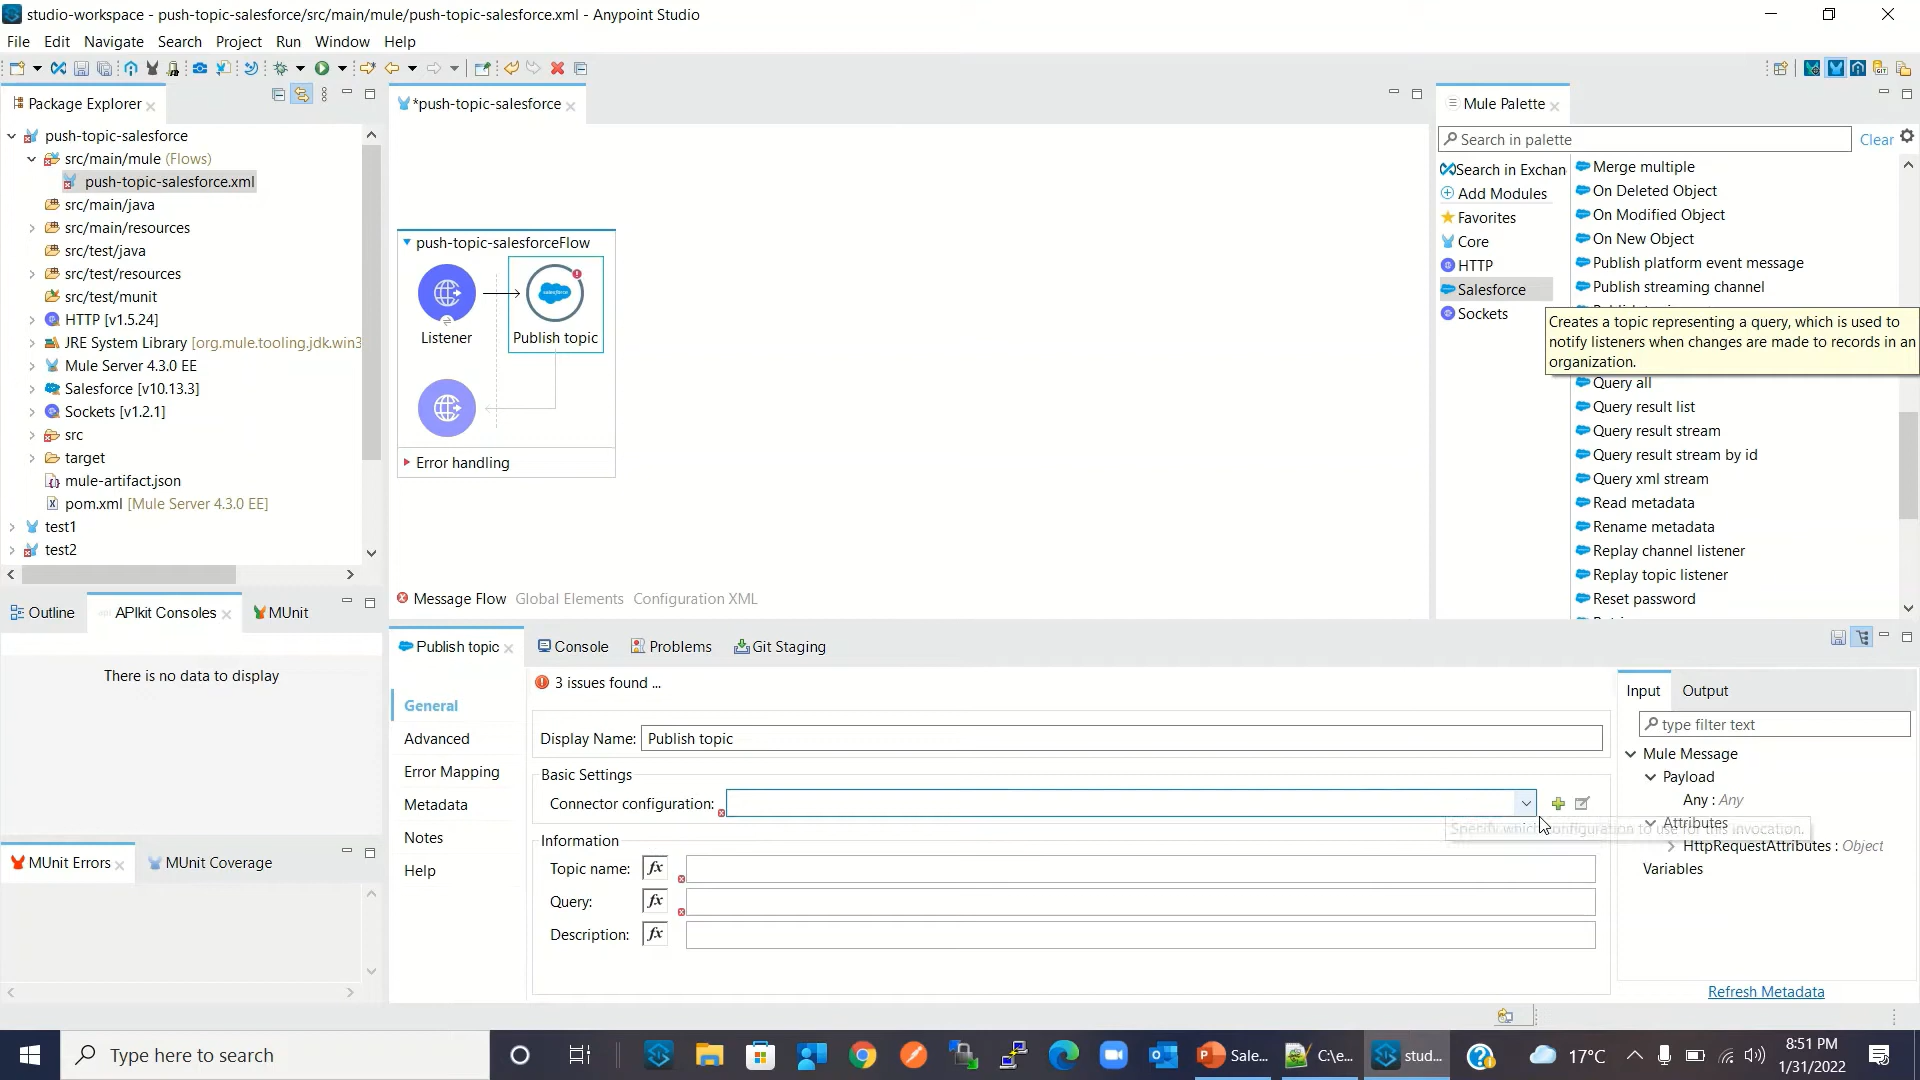 studio-workspace - push-topic-salesforce/src/main/mule/push-topic-salesforce.xml - Anypoint Studio
File Edit Navigate Search Project Run Window Help
Package Explorer
push-topic-salesforce
src/main/mule (Flows)
push-topic-salesforce.xml
src/main/java
src/main/resources
src/test/java
src/test/resources
src/test/munit
HTTP [v1.5.24]
JRE System Library [org.mule.tooling.jdk.win3
Mule Server 4.3.0 EE
Salesforce [v10.13.3]
Sockets [v1.2.1]
src
target
mule-artifact.json
pom.xml [Mule Server 4.3.0 EE]
test1
test2
*push-topic-salesforce
push-topic-salesforceFlow
salesforce
Listener
Publish topic
Error handling
Message Flow Global Elements Configuration XML
Mule Palette
Search in palette
Clear
Search in Exchan
Add Modules
Favorites
Core
HTTP
Salesforce
Sockets
Merge multiple
On Deleted Object
On Modified Object
On New Object
Publish platform event message
Publish streaming channel
Creates a topic representing a query, which is used to
notify listeners when changes are made to records in an
organization.
Query all
Query result list
Query result stream
Query result stream by id
Query xml stream
Read metadata
Rename metadata
Replay channel listener
Replay topic listener
Reset password
Outline
APIkit Consoles
MUnit
There is no data to display
MUnit Errors
MUnit Coverage
Publish topic
Console
Problems
Git Staging
General
Advanced
Error Mapping
Metadata
Notes
Help
3 issues found ...
Display Name: Publish topic
Basic Settings
Connector configuration:
Specify which configuration to use for this invocation.
Information
Topic name: fx
Query: fx
Description: fx
Input
Output
type filter text
Mule Message
Payload
Any : Any
Attributes
HttpRequestAttributes : Object
Variables
Refresh Metadata
Type here to search
Sale...
C:\e...
stud...
17°C
8:51 PM
1/31/2022